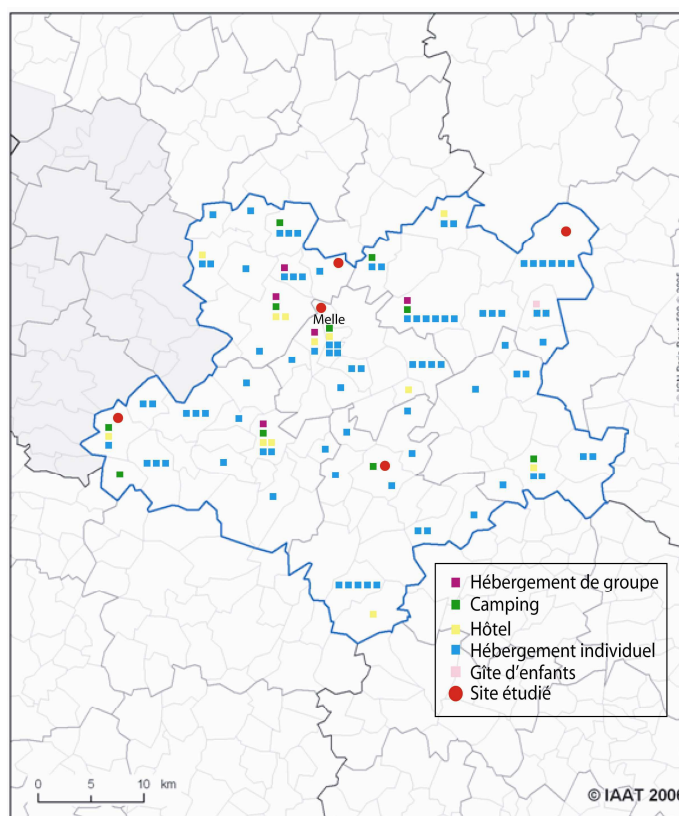 Melle
Hébergement de groupe
Camping
Hôtel
Hébergement individuel
Gîte d'enfants
Site étudié
0 5 10 km
© IAAT 2006